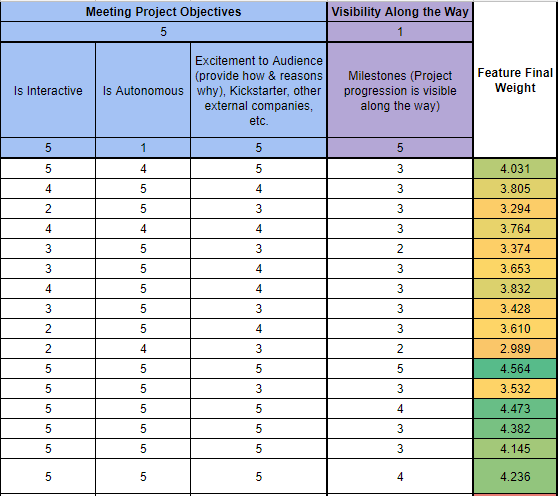 Meeting Project Objectives Visibility Along the Way
5 1
Is Interactive Is Autonomous Excitement to Audience (provide how & reasons why), Kickstarter, other external companies, etc. Milestones (Project progression is visible along the way) Feature Final Weight
5 1 5 5
5 4 5 3 4.031
4 5 4 3 3.805
2 5 3 3 3.294
4 4 4 3 3.764
3 5 3 2 3.374
3 5 4 3 3.653
4 5 4 3 3.832
3 5 3 3 3.428
2 5 4 3 3.610
2 4 3 2 2.989
5 5 5 5 4.564
5 5 3 3 3.532
5 5 5 4 4.473
5 5 5 3 4.382
5 5 5 3 4.145
5 5 5 4 4.236